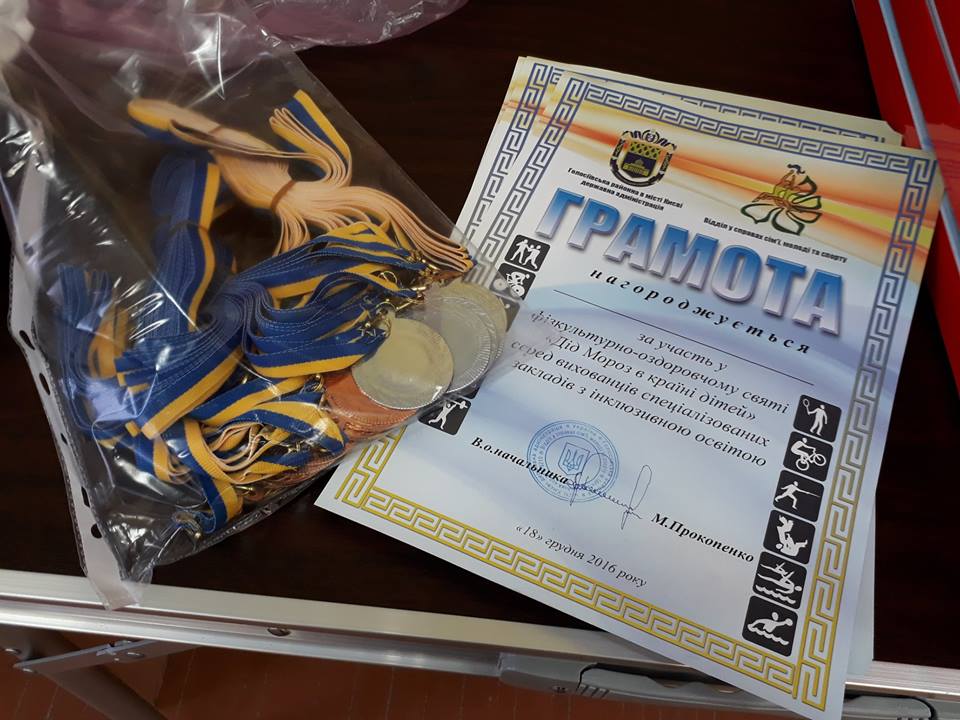 Голосіївська районна в місті Києві
державна адміністрація
Відділ у справах сім'ї, молоді та спорту
ГРАМОТА
нагороджується
за участь у
фізкультурно-оздоровчому святі
«Дід Мороз в країні дітей»
серед вихованців спеціалізованих
закладів з інклюзивною освітою
В.о.начальника
М.Прокопенко
«18» грудня 2016 року